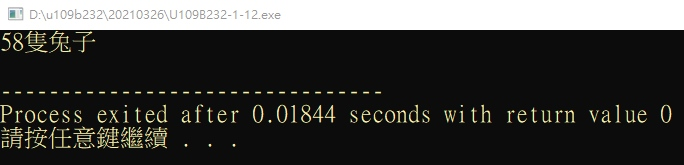 D:\u109b232\20210326\U109B232-1-12.exe
58隻兔子
--------------------------------
Process exited after 0.01844 seconds with return value 0
請按任意鍵繼續 . . .